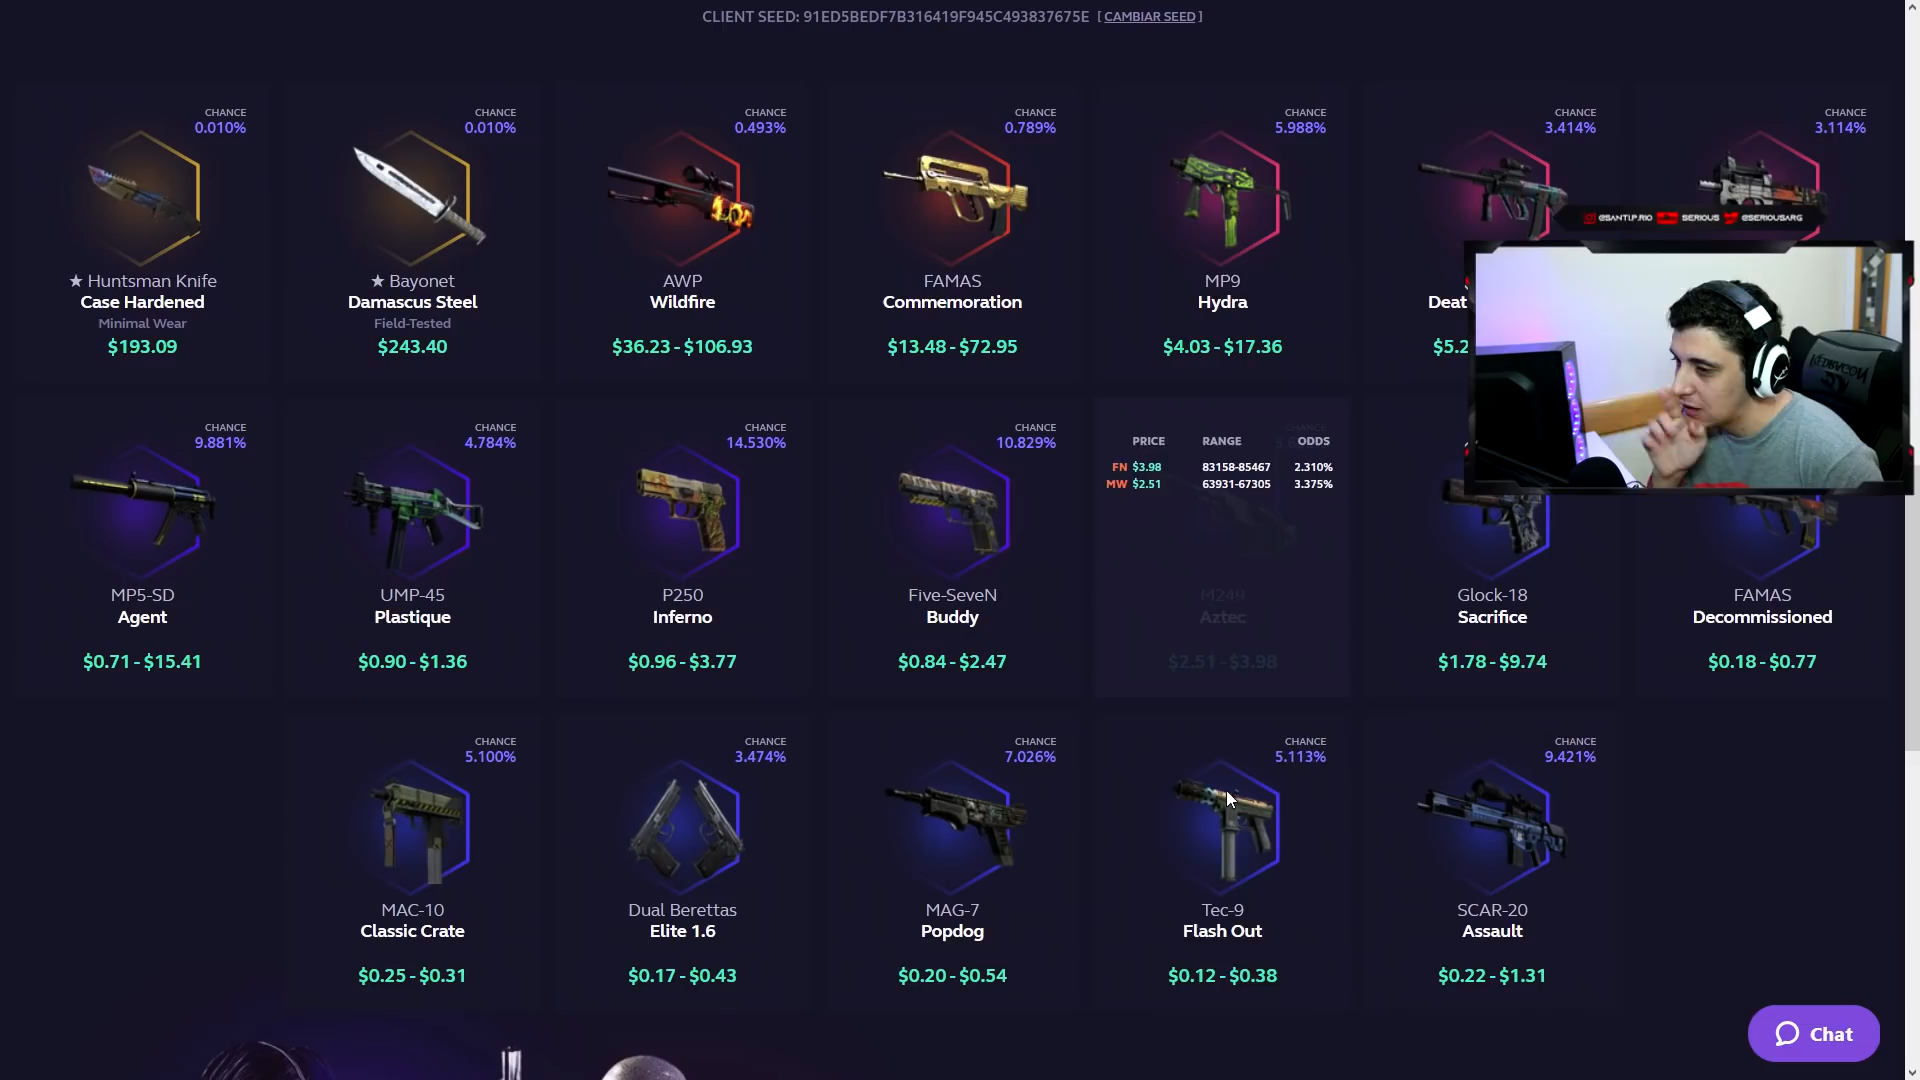 CLIENT SEED: 91ED5BEDF7B316419F945C493837675E [ CAMBIAR SEED ]
CHANCE
0.010%
★ Huntsman Knife
Case Hardened
Minimal Wear
$193.09
CHANCE
0.010%
★ Bayonet
Damascus Steel
Field-Tested
$243.40
CHANCE
0.493%
AWP
Wildfire
$36.23 - $106.93
CHANCE
0.789%
FAMAS
Commemoration
$13.48 - $72.95
CHANCE
5.988%
MP9
Hydra
$4.03 - $17.36
CHANCE
3.414%
CHANCE
3.114%
@SANTI.P.RIO SERIOUS @SERIOUSARG
CHANCE
9.881%
MP5-SD
Agent
$0.71 - $15.41
CHANCE
4.784%
UMP-45
Plastique
$0.90 - $1.36
CHANCE
14.530%
P250
Inferno
$0.96 - $3.77
CHANCE
10.829%
Five-SeveN
Buddy
$0.84 - $2.47
PRICE RANGE ODDS
FN $3.98 83158-85467 2.310%
MW $2.51 63931-67305 3.375%
M249
Aztec
$2.51 - $3.98
Glock-18
Sacrifice
$1.78 - $9.74
FAMAS
Decommissioned
$0.18 - $0.77
CHANCE
5.100%
MAC-10
Classic Crate
$0.25 - $0.31
CHANCE
3.474%
Dual Berettas
Elite 1.6
$0.17 - $0.43
CHANCE
7.026%
MAG-7
Popdog
$0.20 - $0.54
CHANCE
5.113%
Tec-9
Flash Out
$0.12 - $0.38
CHANCE
9.421%
SCAR-20
Assault
$0.22 - $1.31
Chat